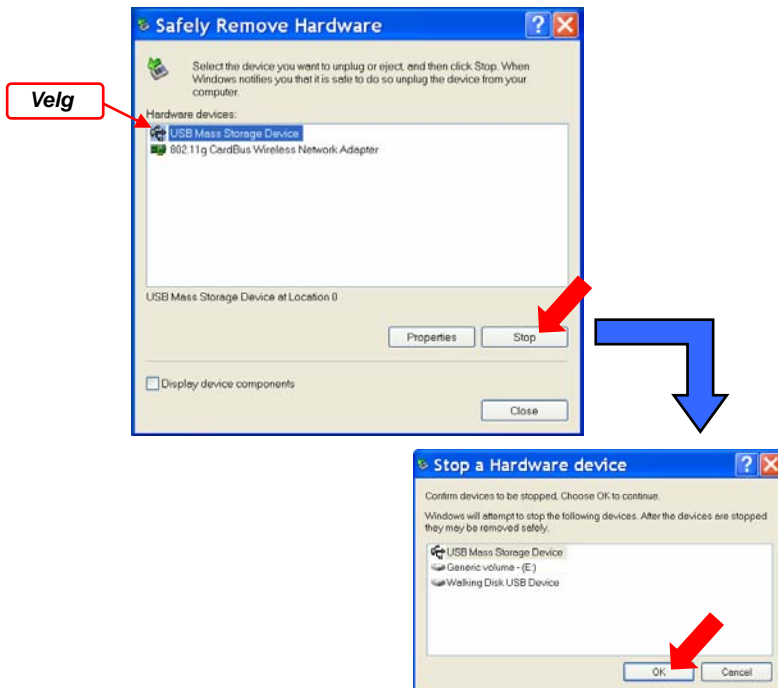 Safely Remove Hardware
Select the device you want to unplug or eject, and then click Stop. When
Windows notifies you that it is safe to do so unplug the device from your
computer.
Velg
Hardware devices:
USB Mass Storage Device
802.11g CardBus Wireless Network Adapter
USB Mass Storage Device at Location 0
Properties
Stop
Display device components
Close
Stop a Hardware device
Confirm devices to be stopped, Choose OK to continue.
Windows will attempt to stop the following devices. After the devices are stopped
they may be removed safely.
USB Mass Storage Device
Generic volume - (E:)
Walking Disk USB Device
OK
Cancel